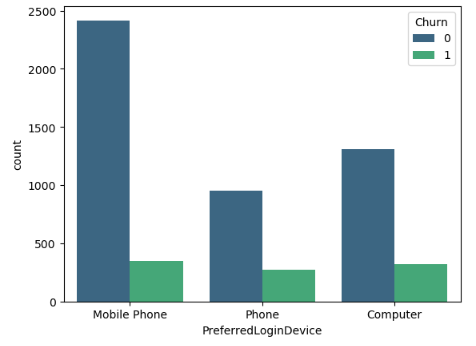 2500
2000
1500
1000
500
0
count
Churn
0
1
Mobile Phone
Phone
Computer
PreferredLoginDevice